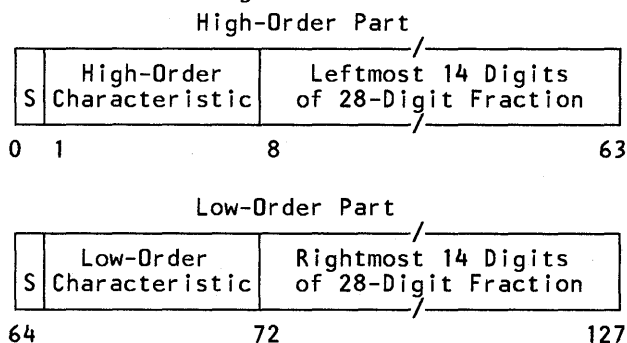 High-Order Part
S High-Order Characteristic Leftmost 14 Digits of 28-Digit Fraction
0 1 8 63
Low-Order Part
S Low-Order Characteristic Rightmost 14 Digits of 28-Digit Fraction
64 72 127